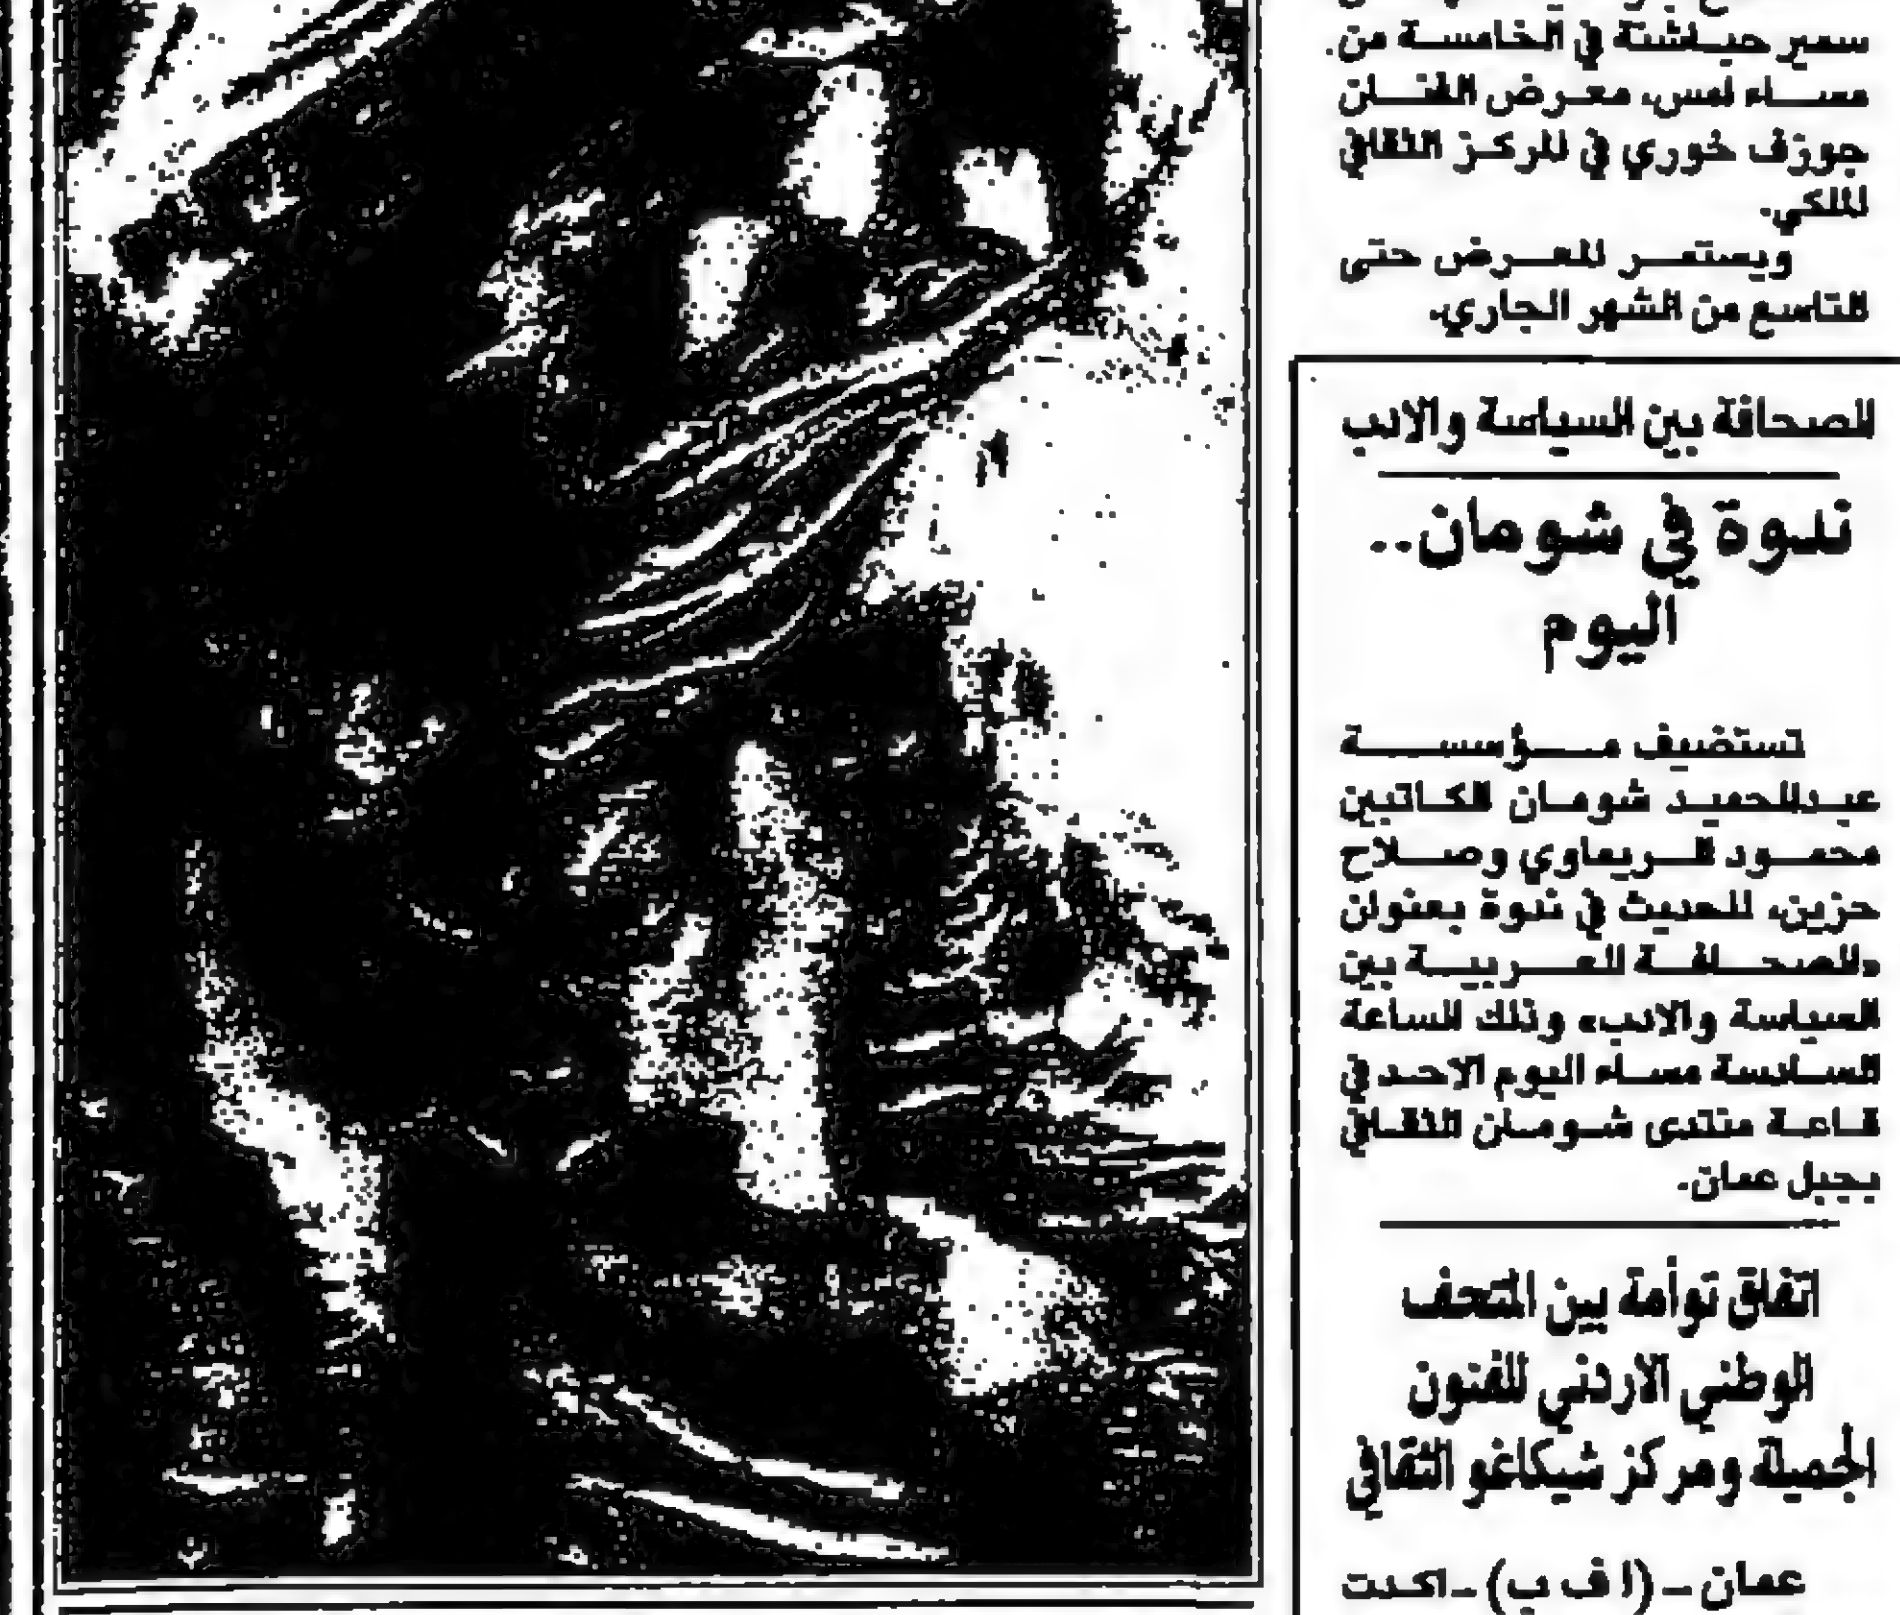 سمير حباشنة في الخامسة من
مساء امس، معرض الفنان
جوزف خوري في المركز الثقافي
الملكي.
ويستمر المعرض حتى
التاسع من الشهر الجاري.
الصحافة بين السياسة والادب
ندوة في شومان..
اليوم
تستضيف مؤسسة
عبدالحميد شومان الكاتبين
محمود الريماوي وصلاح
حزين، للحديث في ندوة بعنوان
«الصحافة العربية بين
السياسة والادب» وذلك الساعة
السادسة مساء اليوم الاحد في
قاعة منتدى شومان الثقافي
بجبل عمان.
اتفاق توأمة بين المتحف
الوطني الاردني للفنون
الجميلة ومركز شيكاغو الثقافي
عمان - (ا ف ب) - اكدت